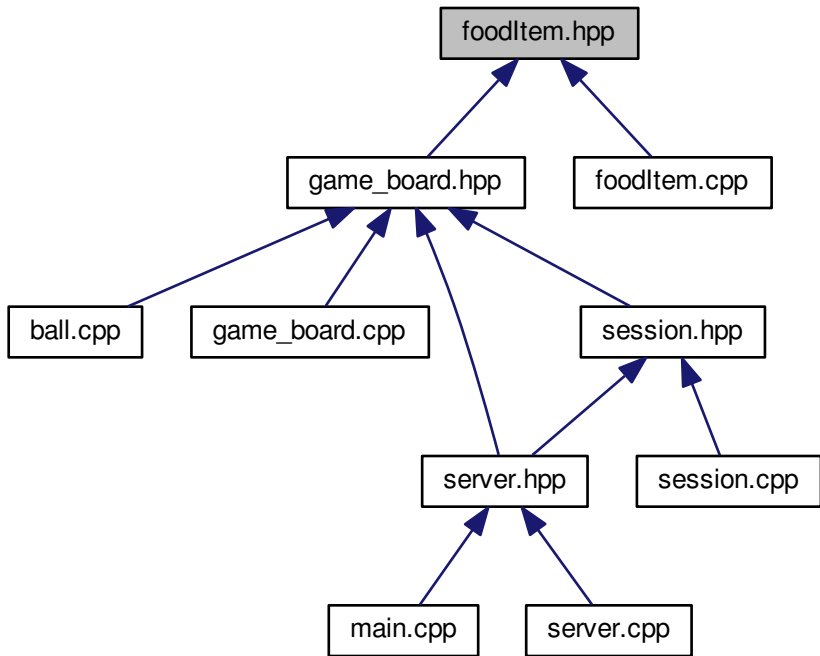 foodItem.hpp
game_board.hpp
foodItem.cpp
ball.cpp
game_board.cpp
session.hpp
server.hpp
session.cpp
main.cpp
server.cpp